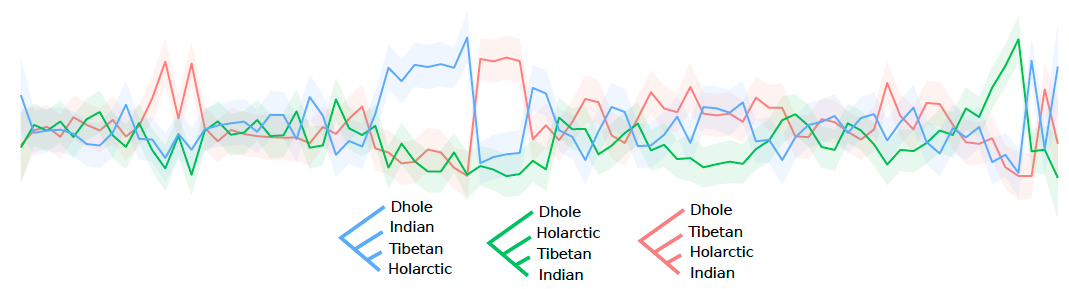 Dhole
Indian
Tibetan
Holarctic
Dhole
Holarctic
Tibetan
Indian
Dhole
Tibetan
Holarctic
Indian